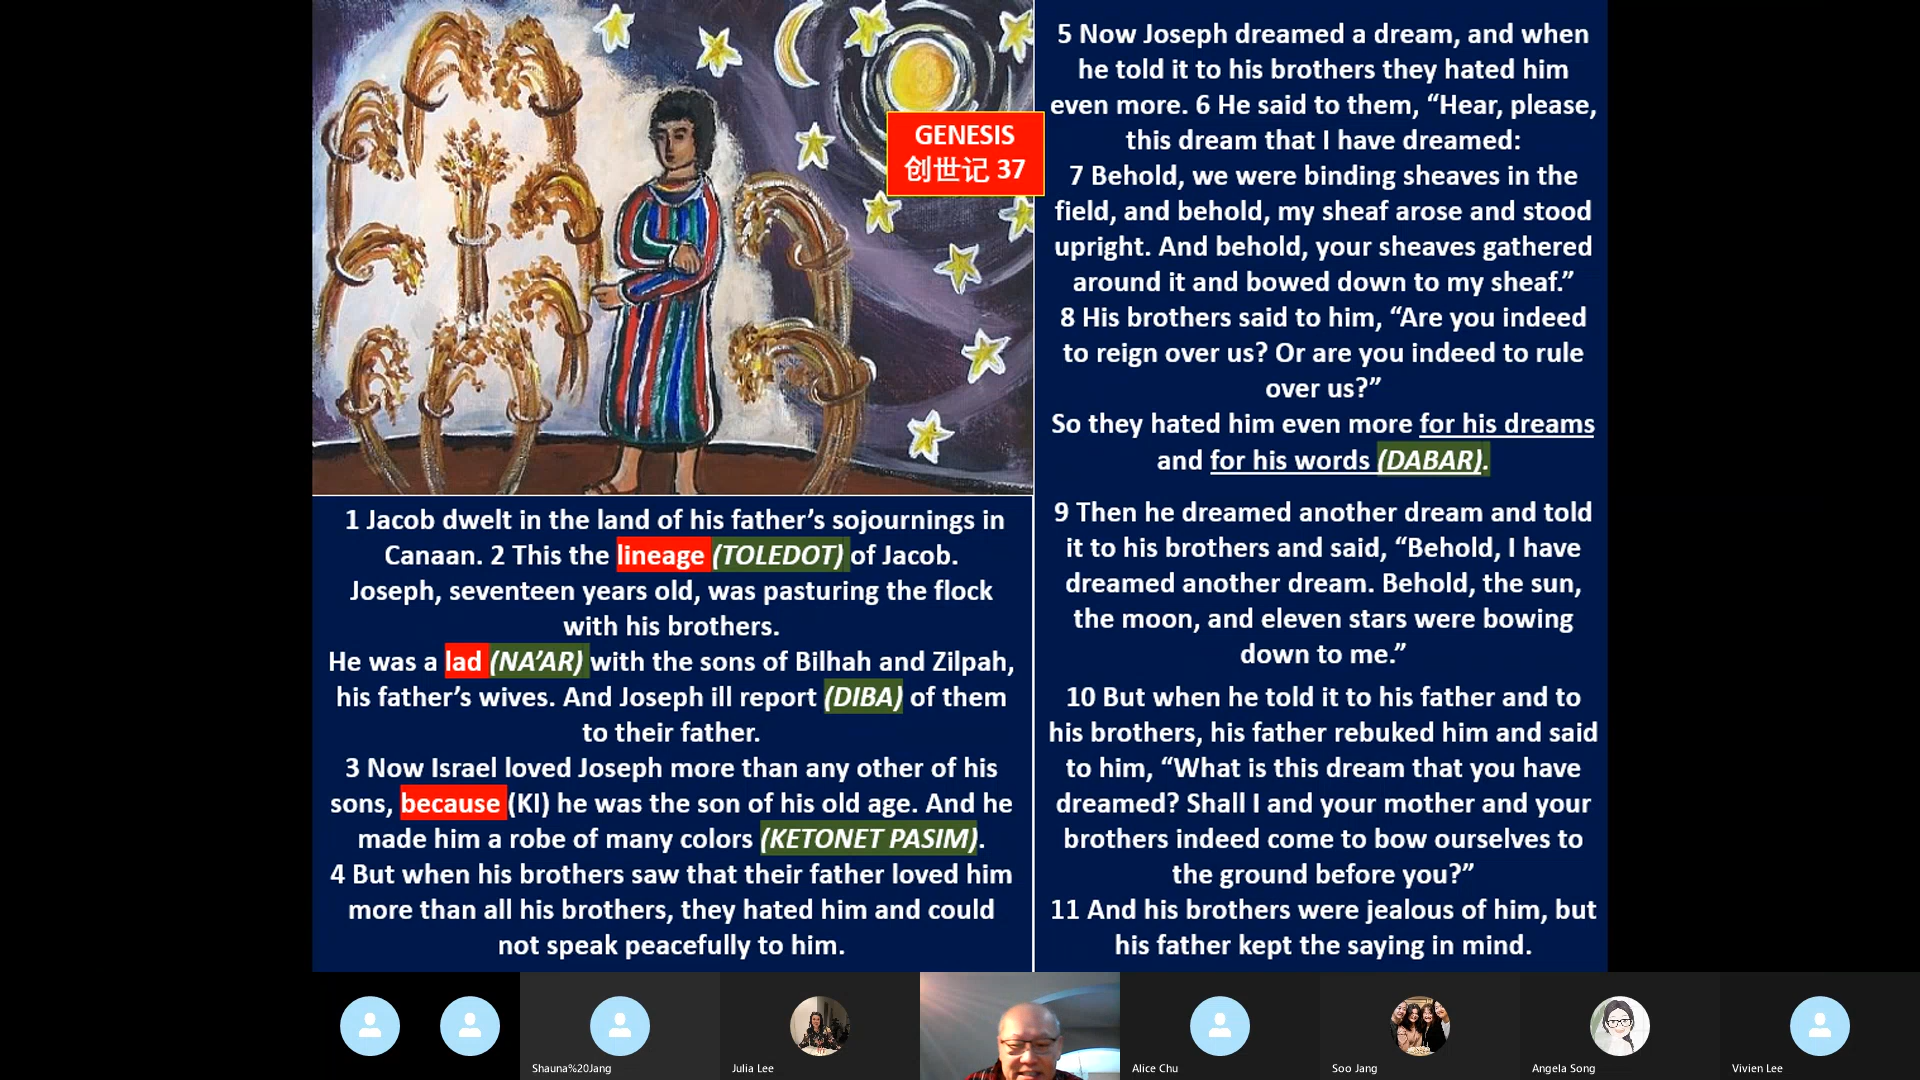 GENESIS
创世记 37
1 Jacob dwelt in the land of his father’s sojournings in
Canaan. 2 This the lineage (TOLEDOT) of Jacob.
Joseph, seventeen years old, was pasturing the flock
with his brothers.
He was a lad (NA’AR) with the sons of Bilhah and Zilpah,
his father’s wives. And Joseph ill report (DIBA) of them
to their father.
3 Now Israel loved Joseph more than any other of his
sons, because (KI) he was the son of his old age. And he
made him a robe of many colors (KETONET PASIM).
4 But when his brothers saw that their father loved him
more than all his brothers, they hated him and could
not speak peacefully to him.
5 Now Joseph dreamed a dream, and when
he told it to his brothers they hated him
even more. 6 He said to them, “Hear, please,
this dream that I have dreamed:
7 Behold, we were binding sheaves in the
field, and behold, my sheaf arose and stood
upright. And behold, your sheaves gathered
around it and bowed down to my sheaf.”
8 His brothers said to him, “Are you indeed
to reign over us? Or are you indeed to rule
over us?”
So they hated him even more for his dreams
and for his words (DABAR).
9 Then he dreamed another dream and told
it to his brothers and said, “Behold, I have
dreamed another dream. Behold, the sun,
the moon, and eleven stars were bowing
down to me.”
10 But when he told it to his father and to
his brothers, his father rebuked him and said
to him, “What is this dream that you have
dreamed? Shall I and your mother and your
brothers indeed come to bow ourselves to
the ground before you?”
11 And his brothers were jealous of him, but
his father kept the saying in mind.
Shauna%20Jang
Julia Lee
Alice Chu
Soo Jang
Angela Song
Vivien Lee